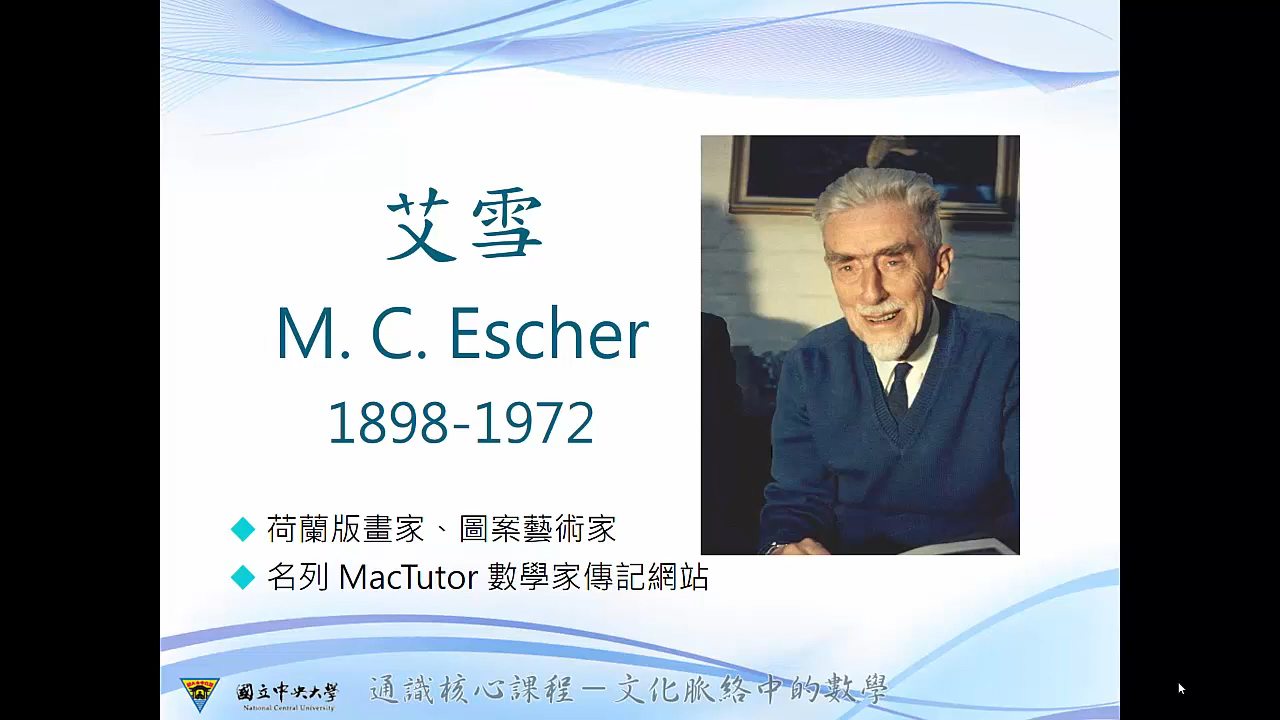 艾雪
M. C. Escher
1898-1972
荷蘭版畫家、圖案藝術家
名列 MacTutor 數學家傳記網站
國立中央大學
National Central University
通識核心課程－文化脈絡中的數學